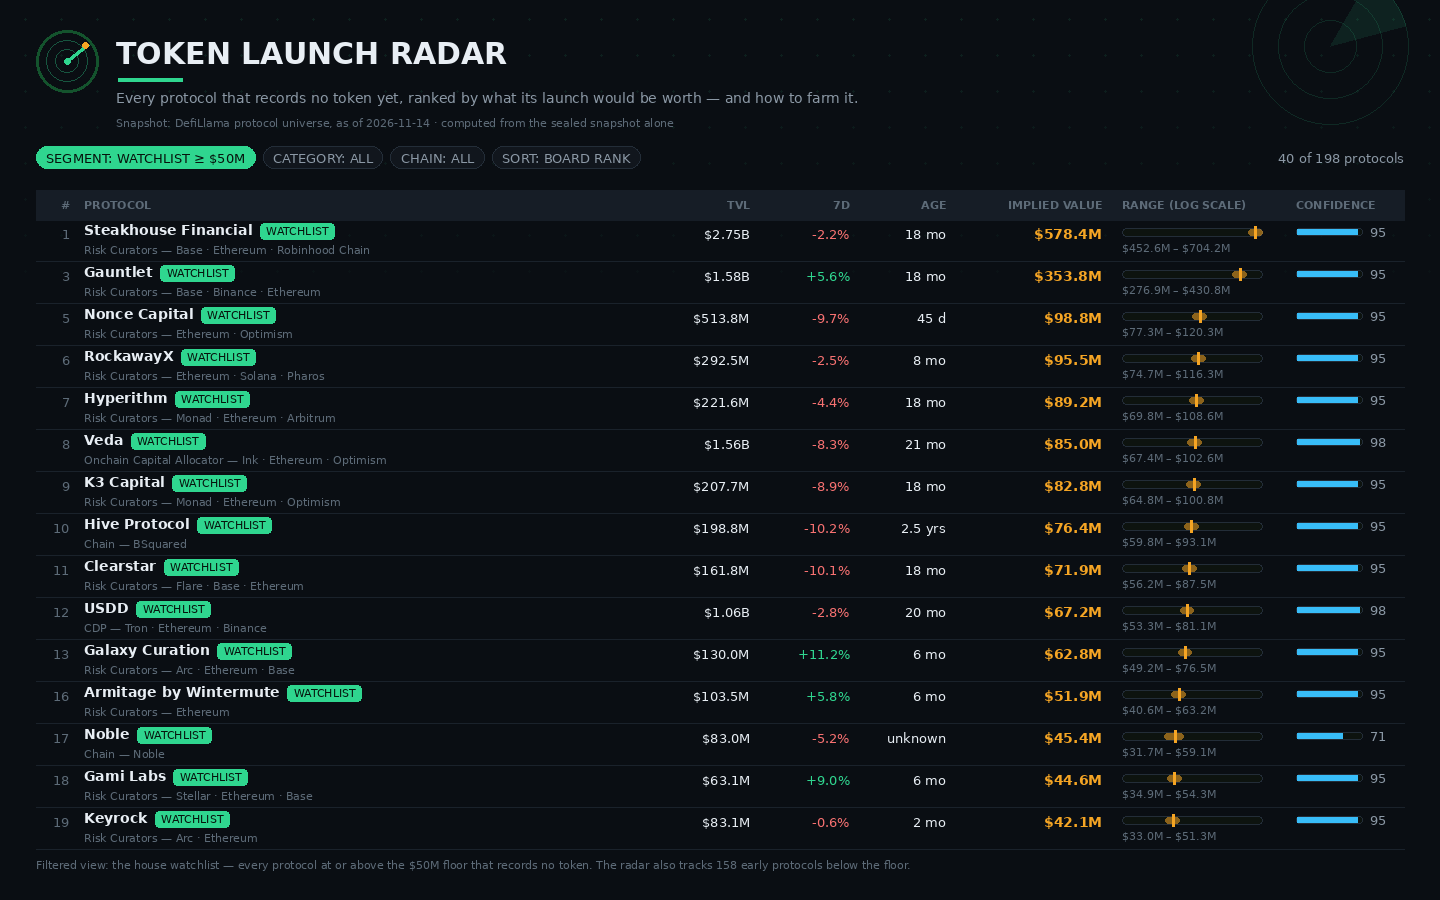 TOKEN LAUNCH RADAR
Every protocol that records no token yet, ranked by what its launch would be worth — and how to farm it.
Snapshot: DefiLlama protocol universe, as of 2026-11-14 · computed from the sealed snapshot alone
SEGMENT: WATCHLIST ≥ $50M CATEGORY: ALL CHAIN: ALL SORT: BOARD RANK 40 of 198 protocols
# PROTOCOL TVL 7D AGE IMPLIED VALUE RANGE (LOG SCALE) CONFIDENCE
1 Steakhouse Financial WATCHLIST $2.75B -2.2% 18 mo $578.4M 95
Risk Curators — Base · Ethereum · Robinhood Chain $452.6M – $704.2M
3 Gauntlet WATCHLIST $1.58B +5.6% 18 mo $353.8M 95
Risk Curators — Base · Binance · Ethereum $276.9M – $430.8M
5 Nonce Capital WATCHLIST $513.8M -9.7% 45 d $98.8M 95
Risk Curators — Ethereum · Optimism $77.3M – $120.3M
6 RockawayX WATCHLIST $292.5M -2.5% 8 mo $95.5M 95
Risk Curators — Ethereum · Solana · Pharos $74.7M – $116.3M
7 Hyperithm WATCHLIST $221.6M -4.4% 18 mo $89.2M 95
Risk Curators — Monad · Ethereum · Arbitrum $69.8M – $108.6M
8 Veda WATCHLIST $1.56B -8.3% 21 mo $85.0M 98
Onchain Capital Allocator — Ink · Ethereum · Optimism $67.4M – $102.6M
9 K3 Capital WATCHLIST $207.7M -8.9% 18 mo $82.8M 95
Risk Curators — Monad · Ethereum · Optimism $64.8M – $100.8M
10 Hive Protocol WATCHLIST $198.8M -10.2% 2.5 yrs $76.4M 95
Chain — BSquared $59.8M – $93.1M
11 Clearstar WATCHLIST $161.8M -10.1% 18 mo $71.9M 95
Risk Curators — Flare · Base · Ethereum $56.2M – $87.5M
12 USDD WATCHLIST $1.06B -2.8% 20 mo $67.2M 98
CDP — Tron · Ethereum · Binance $53.3M – $81.1M
13 Galaxy Curation WATCHLIST $130.0M +11.2% 6 mo $62.8M 95
Risk Curators — Arc · Ethereum · Base $49.2M – $76.5M
16 Armitage by Wintermute WATCHLIST $103.5M +5.8% 6 mo $51.9M 95
Risk Curators — Ethereum $40.6M – $63.2M
17 Noble WATCHLIST $83.0M -5.2% unknown $45.4M 71
Chain — Noble $31.7M – $59.1M
18 Gami Labs WATCHLIST $63.1M +9.0% 6 mo $44.6M 95
Risk Curators — Stellar · Ethereum · Base $34.9M – $54.3M
19 Keyrock WATCHLIST $83.1M -0.6% 2 mo $42.1M 95
Risk Curators — Arc · Ethereum $33.0M – $51.3M
Filtered view: the house watchlist — every protocol at or above the $50M floor that records no token. The radar also tracks 158 early protocols below the floor.